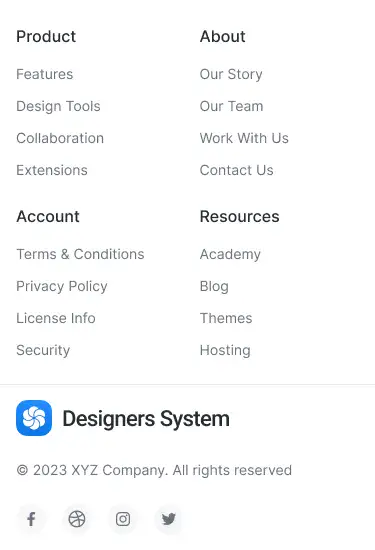 Product
Features
Design Tools
Collaboration
Extensions
About
Our Story
Our Team
Work With Us
Contact Us
Account
Terms & Conditions
Privacy Policy
License Info
Security
Resources
Academy
Blog
Themes
Hosting
Designers System
© 2023 XYZ Company. All rights reserved